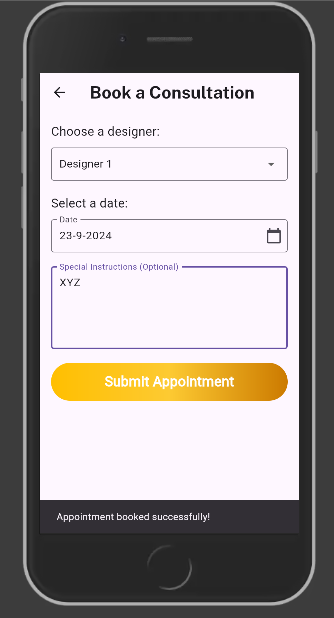 Book a Consultation
Choose a designer:
Designer 1
Select a date:
Date
23-9-2024
Special Instructions (Optional)
XYZ
Submit Appointment
Appointment booked successfully!